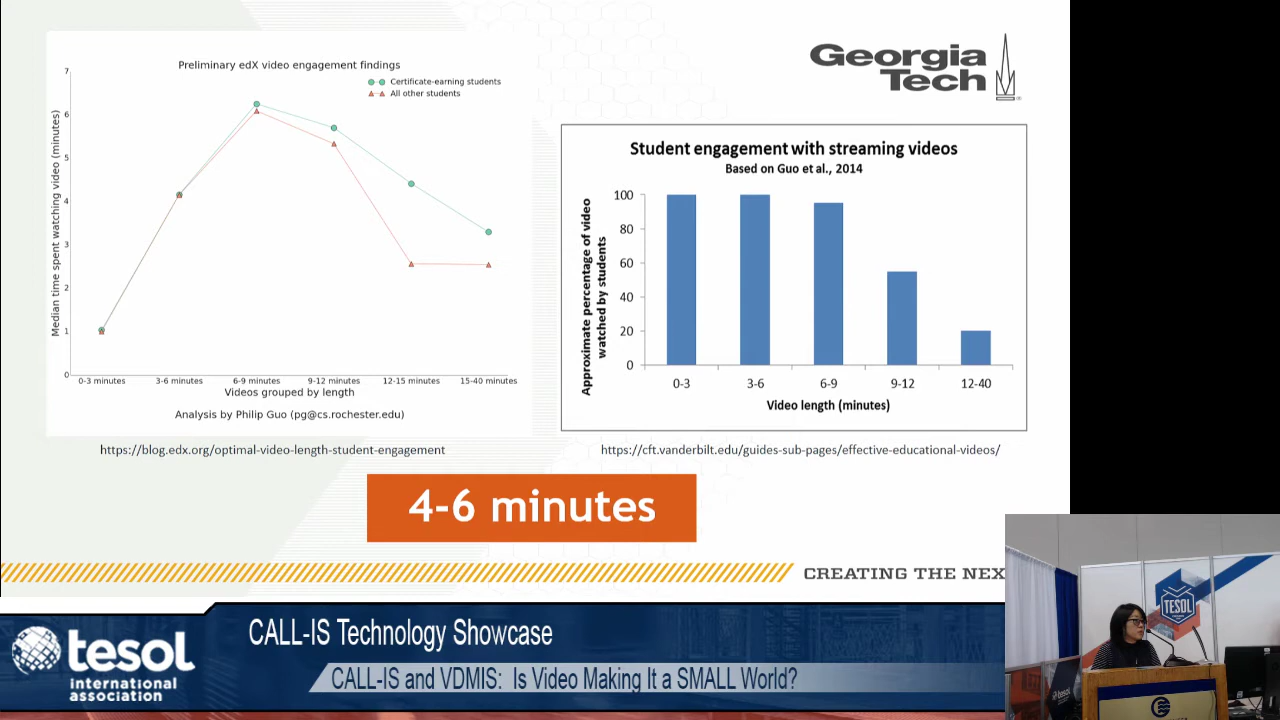 Georgia
Tech
Preliminary edX video engagement findings
Certificate-earning students
All other students
Median time spent watching video (minutes)
7
6
5
4
3
2
1
0
0-3 minutes 3-6 minutes 6-9 minutes 9-12 minutes 12-15 minutes 15-40 minutes
Videos grouped by length
Analysis by Philip Guo (pg@cs.rochester.edu)
https://blog.edx.org/optimal-video-length-student-engagement
Student engagement with streaming videos
Based on Guo et al., 2014
Approximate percentage of video
watched by students
100
80
60
40
20
0
0-3 3-6 6-9 9-12 12-40
Video length (minutes)
https://cft.vanderbilt.edu/guides-sub-pages/effective-educational-videos/
4-6 minutes
CREATING THE NEX
tesol
international
association
CALL-IS Technology Showcase
CALL-IS and VDMIS: Is Video Making It a SMALL World?
TESOL
tesol